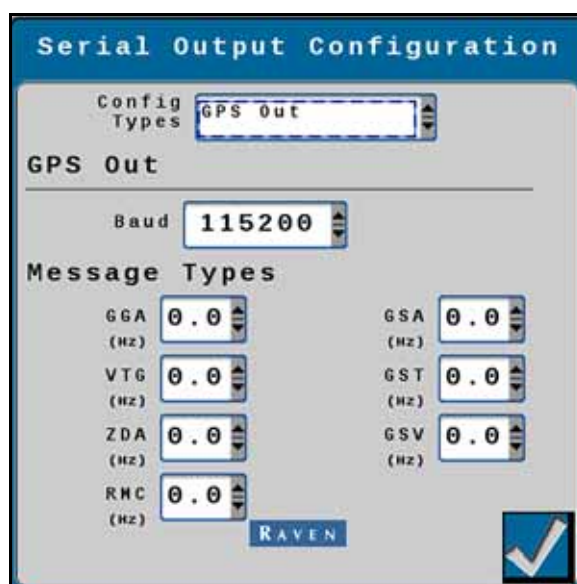 Serial Output Configuration
Config
Types
GPS Out
GPS Out
Baud 115200
Message Types
GGA 0.0 GSA 0.0
(Hz) (Hz)
VTG 0.0 GST 0.0
(Hz) (Hz)
ZDA 0.0 GSV 0.0
(Hz) (Hz)
RMC 0.0
(Hz)
RAVEN